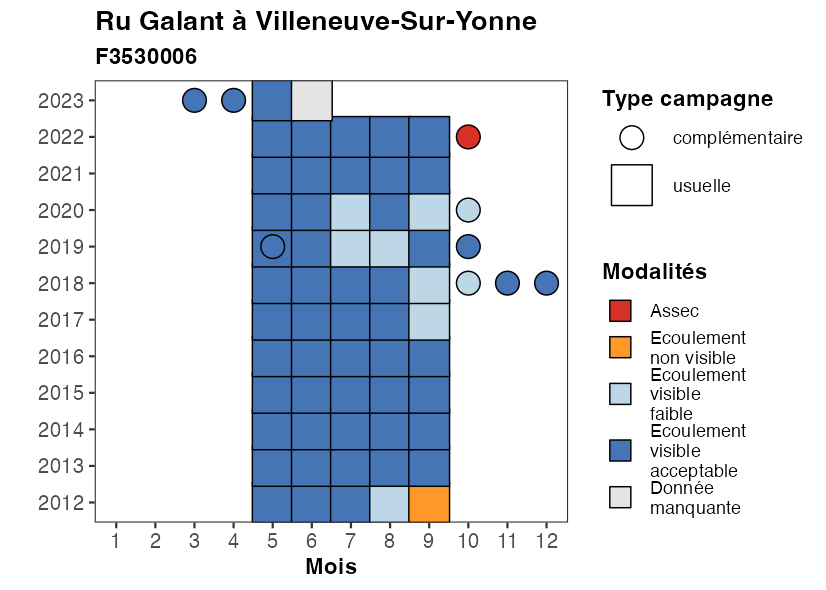 Ru Galant à Villeneuve-Sur-Yonne
F3530006
2023
2022
2021
2020
2019
2018
2017
2016
2015
2014
2013
2012
1 2 3 4 5 6 7 8 9 10 11 12
Mois
Type campagne
complémentaire
usuelle
Modalités
Assec
Ecoulement
non visible
Ecoulement
visible
faible
Ecoulement
visible
acceptable
Donnée
manquante